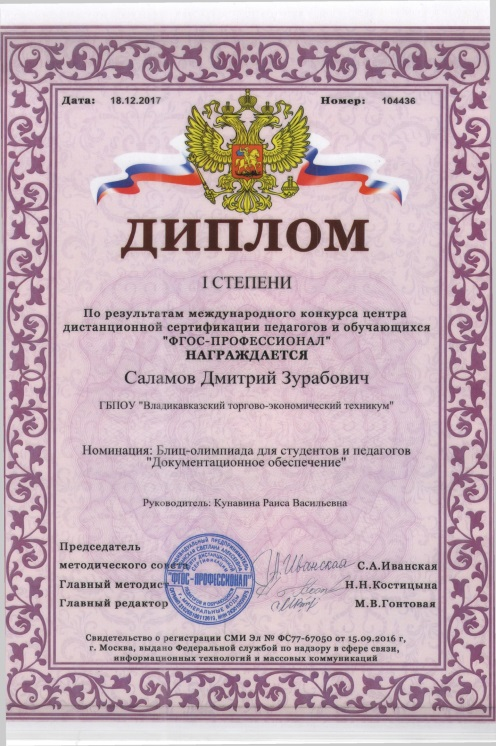 Дата: 18.12.2017 Номер: 104436
ДИПЛОМ
I СТЕПЕНИ
По результатам международного конкурса центра
дистанционной сертификации педагогов и обучающихся
"ФГОС-ПРОФЕССИОНАЛ"
НАГРАЖДАЕТСЯ
Саламов Дмитрий Зурабович
ГБПОУ "Владикавказский торгово-экономический техникум"
Номинация: Блиц-олимпиада для студентов и педагогов
"Документационное обеспечение"
Руководитель: Кунавина Раиса Васильевна
Председатель
методического совета С.А.Иванская
Главный методист Н.Н.Костицына
Главный редактор М.В.Гонтовая
"ФГОС-ПРОФЕССИОНАЛ"
Свидетельство о регистрации СМИ Эл № ФС77-67050 от 15.09.2016 г,
г. Москва, выдано Федеральной службой по надзору в сфере связи,
информационных технологий и массовых коммуникаций